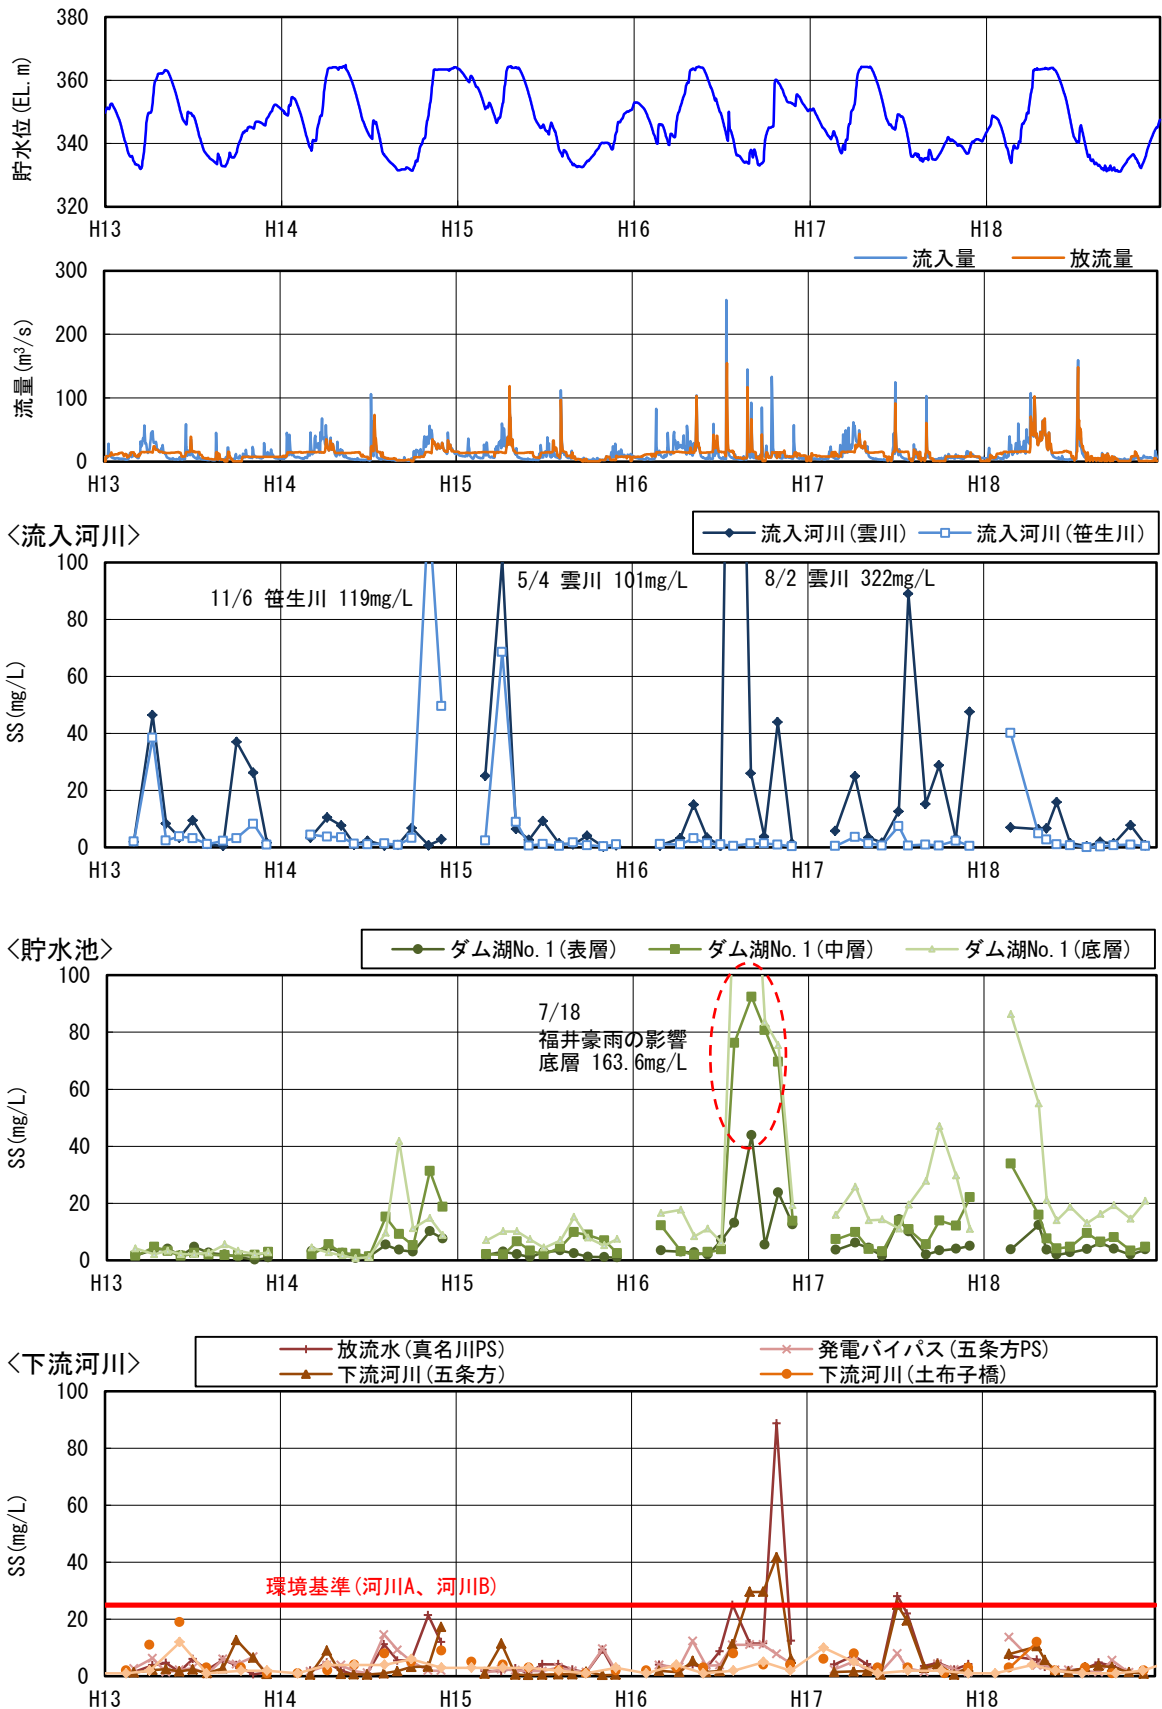 380
360
340
320
貯水位(EL.m)
H13 H14 H15 H16 H17 H18
流入量 放流量
300
200
100
0
流量(m³/s)
H13 H14 H15 H16 H17 H18
<流入河川>
流入河川(雲川) 流入河川(笹生川)
11/6 笹生川 119mg/L
5/4 雲川 101mg/L
8/2 雲川 322mg/L
100
80
60
40
20
0
SS(mg/L)
H13 H14 H15 H16 H17 H18
<貯水池>
ダム湖No.1(表層) ダム湖No.1(中層) ダム湖No.1(底層)
7/18
福井豪雨の影響
底層 163.6mg/L
100
80
60
40
20
0
SS(mg/L)
H13 H14 H15 H16 H17 H18
<下流河川>
放流水(真名川PS) 発電バイパス(五条方PS)
下流河川(五条方) 下流河川(土布子橋)
100
80
60
40
20
0
SS(mg/L)
環境基準(河川A、河川B)
H13 H14 H15 H16 H17 H18